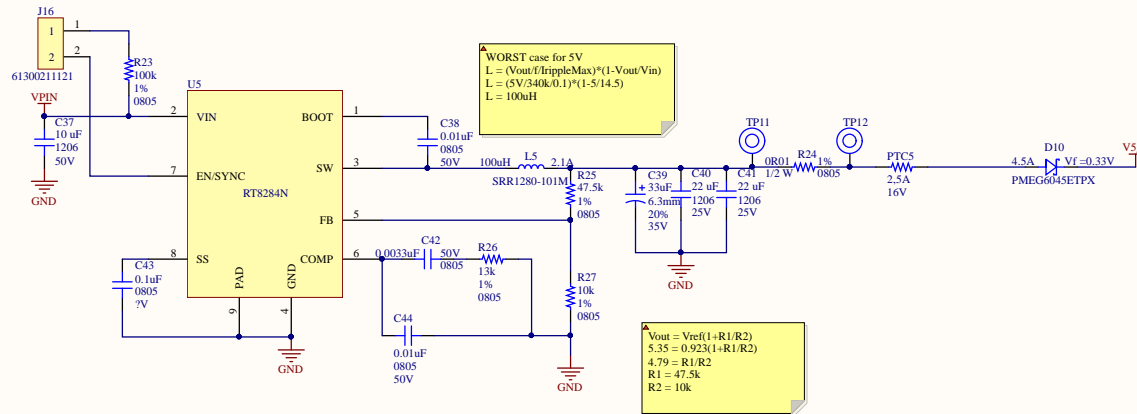 J16
1
2
1
2
61300211121
R23
100k
1%
0805
VPIN
C37
10 uF
1206
50V
GND
U5
2
VIN
7
EN/SYNC
RT8284N
BOOT
1
SW
3
FB
5
COMP
6
8
SS
PAD
GND
9
4
GND
C43
0.1uF
0805
?V
C38
0.01uF
0805
50V
100uH
L5
2.1A
SRR1280-101M
WORST case for 5V
L = (Vout/f/IrippleMax)*(1-Vout/Vin)
L = (5V/340k/0.1)*(1-5/14.5)
L = 100uH
R25
47.5k
1%
0805
C39
33uF
6.3mm
20%
35V
C40
22 uF
1206
25V
C41
22 uF
1206
25V
GND
TP11
0R01
1/2 W
R24
1%
0805
TP12
PTC5
2,5A
16V
4.5A
D10
Vf =0.33V
PMEG6045ETPX
V5
0.0033uF
C42
50V
0805
R26
13k
1%
0805
C44
0.01uF
0805
50V
R27
10k
1%
0805
GND
Vout = Vref(1+R1/R2)
5.35 = 0.923(1+R1/R2)
4.79 = R1/R2
R1 = 47.5k
R2 = 10k